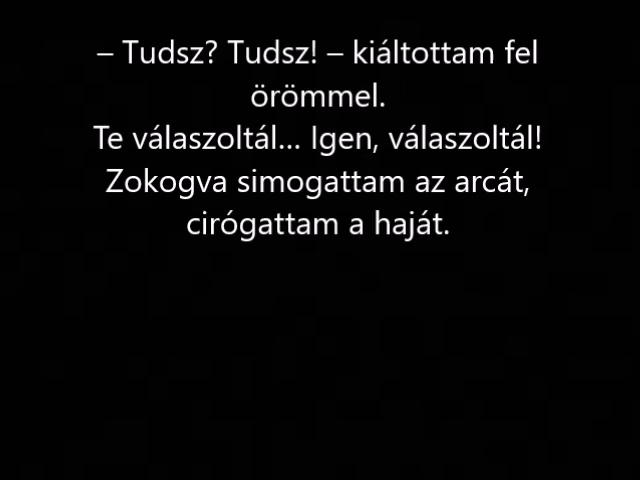 – Tudsz? Tudsz! – kiáltottam fel
örömmel.
Te válaszoltál... Igen, válaszoltál!
Zokogva simogattam az arcát,
cirógattam a haját.